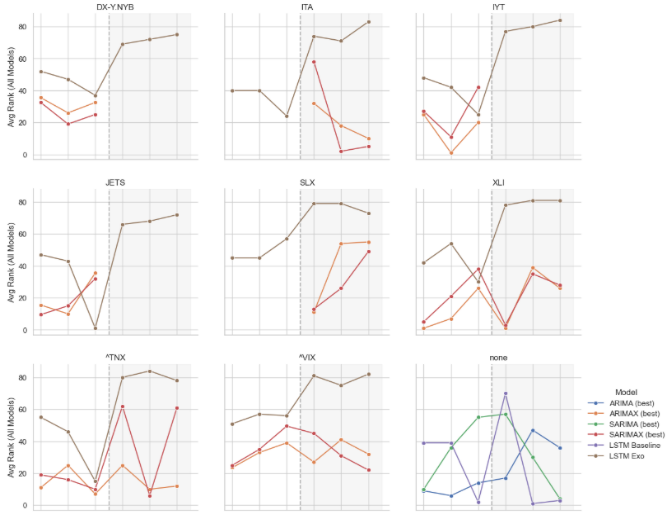 DX-Y.NYB
ITA
IYT
Avg Rank (All Models)
80
60
40
20
0
JETS
SLX
XLI
Avg Rank (All Models)
80
60
40
20
0
^TNX
^VIX
none
Avg Rank (All Models)
80
60
40
20
0
Model
ARIMA (best)
ARIMAX (best)
SARIMA (best)
SARIMAX (best)
LSTM Baseline
LSTM Exo